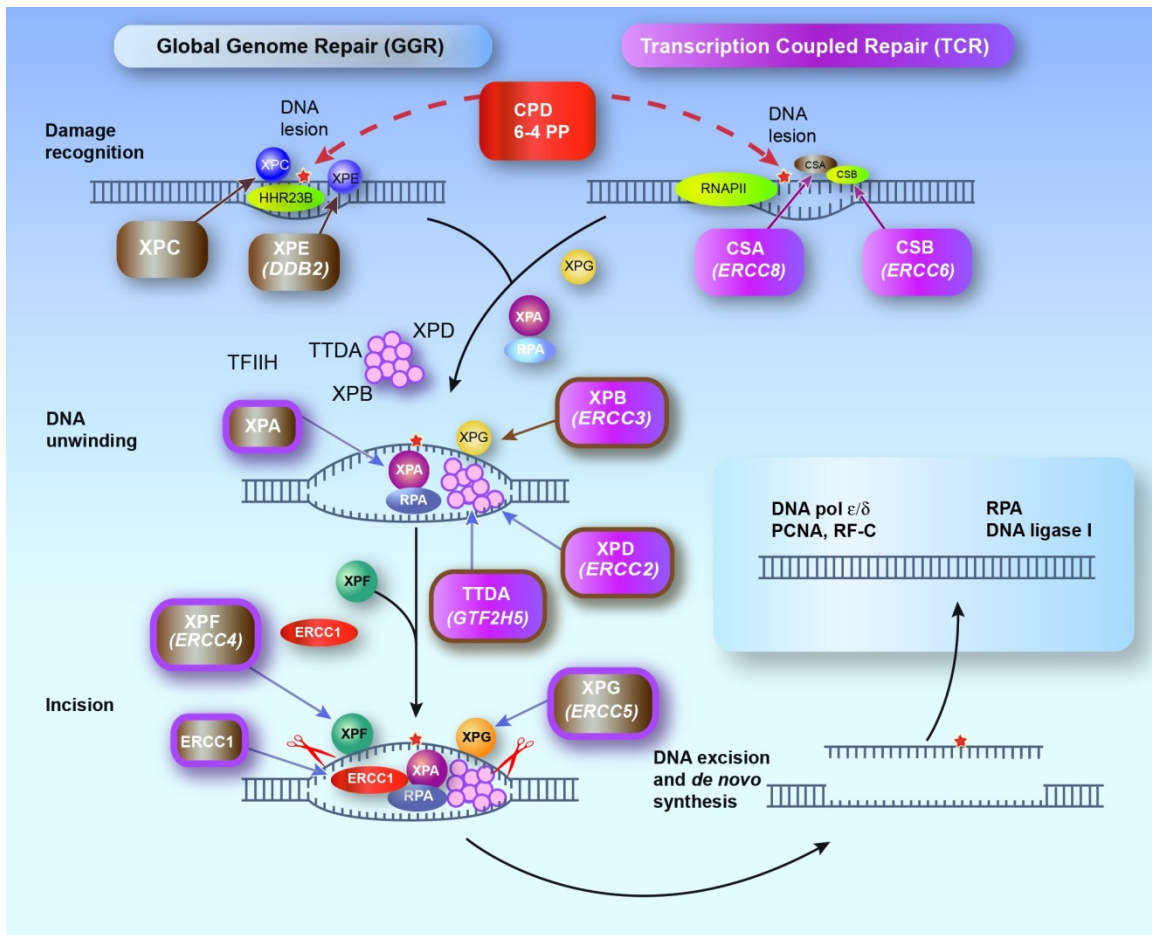 Global Genome Repair (GGR)
Transcription Coupled Repair (TCR)
CPD
6-4 PP
Damage
recognition
DNA
lesion
DNA
lesion
XPC
XPE
HHR23B
RNAPII
CSA
CSB
XPC
XPE
(DDB2)
CSA
(ERCC8)
CSB
(ERCC6)
XPG
XPA
RPA
XPD
TTDA
TFIIH
XPB
DNA
unwinding
XPA
XPG
XPA
RPA
XPB
(ERCC3)
XPD
(ERCC2)
TTDA
(GTF2H5)
DNA pol ε/δ
PCNA, RF-C
RPA
DNA ligase I
XPF
ERCC1
XPF
(ERCC4)
Incision
ERCC1
XPF
XPG
XPG
(ERCC5)
ERCC1
XPA
RPA
DNA excision
and de novo
synthesis